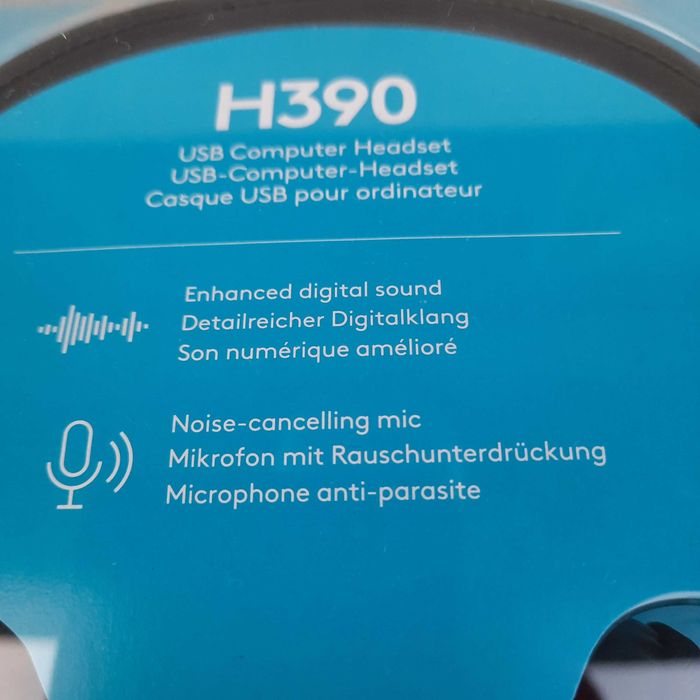 H390
USB Computer Headset
USB-Computer-Headset
Casque USB pour ordinateur
Enhanced digital sound
Detailreicher Digitalklang
Son numérique amélioré
Noise-cancelling mic
Mikrofon mit Rauschunterdrückung
Microphone anti-parasite